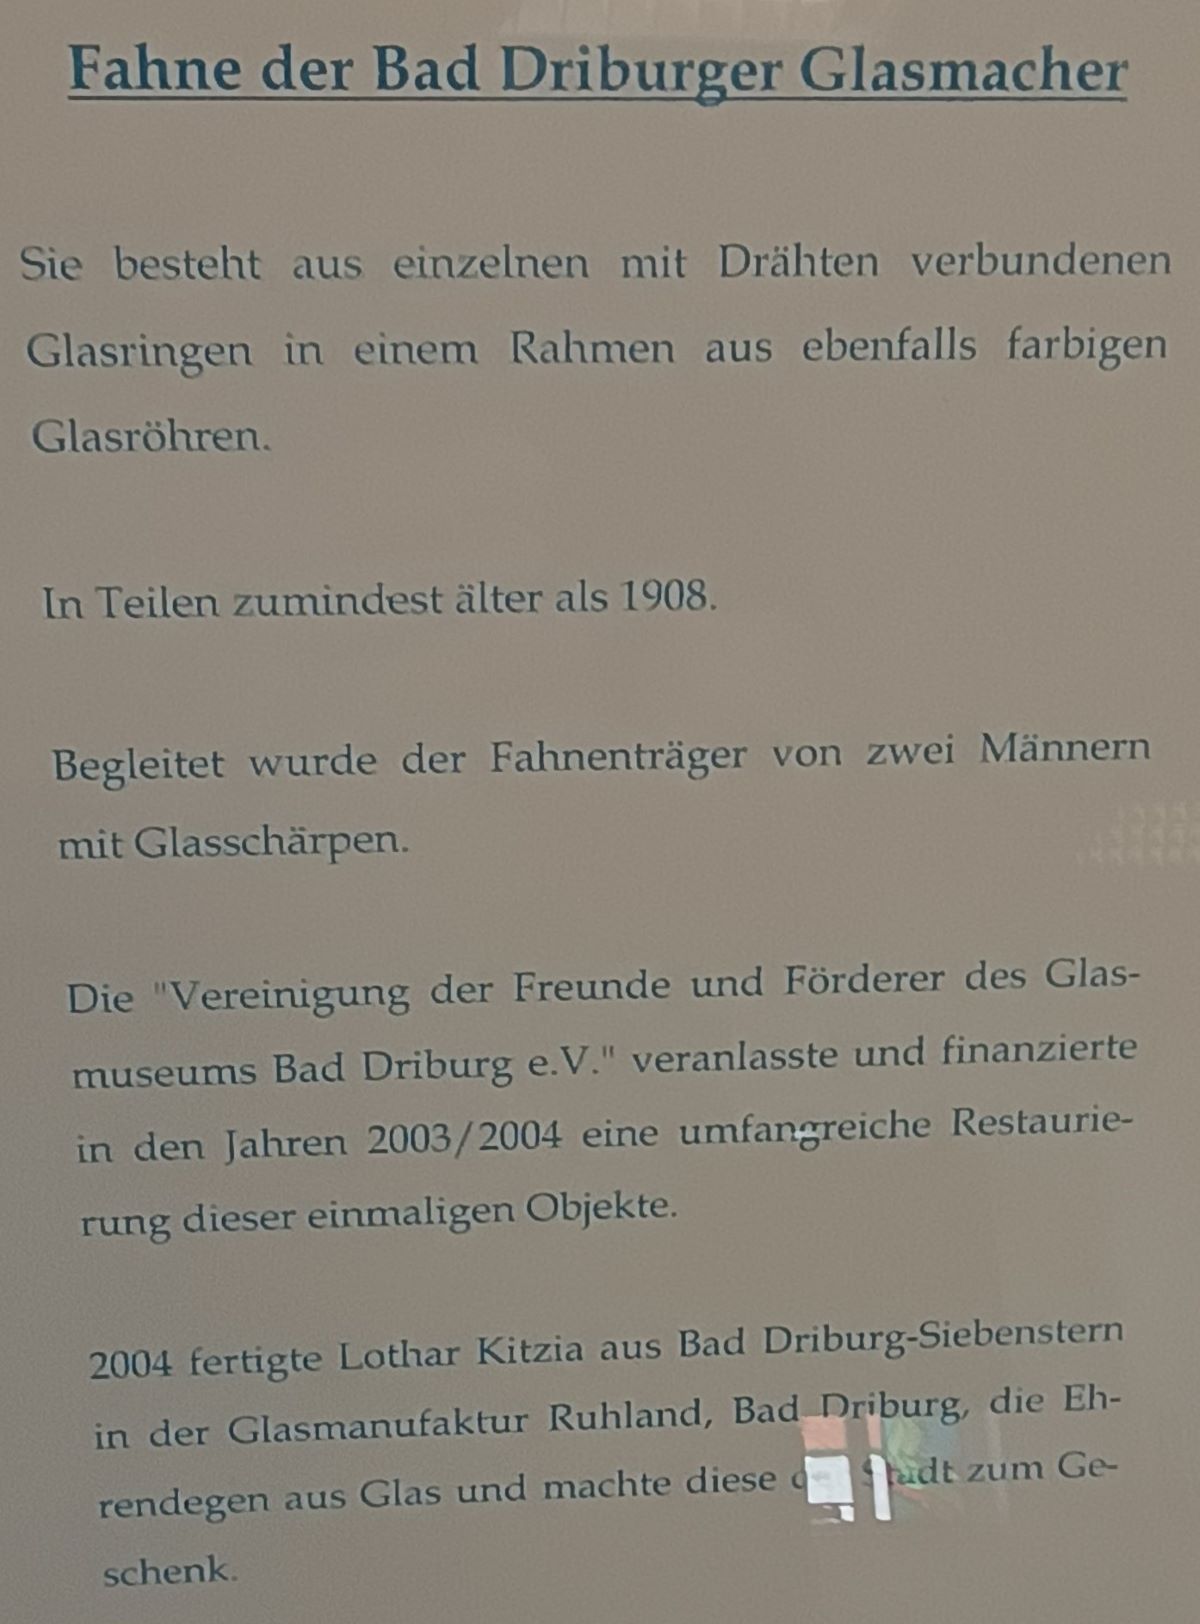 Fahne der Bad Driburger Glasmacher
Sie besteht aus einzelnen mit Drähten verbundenen
Glasringen in einem Rahmen aus ebenfalls farbigen
Glasröhren.
In Teilen zumindest älter als 1908.
Begleitet wurde der Fahnenträger von zwei Männern
mit Glasschärpen.
Die "Vereinigung der Freunde und Förderer des Glas-
museums Bad Driburg e.V." veranlasste und finanzierte
in den Jahren 2003/2004 eine umfangreiche Restaurie-
rung dieser einmaligen Objekte.
2004 fertigte Lothar Kitzia aus Bad Driburg-Siebenstern
in der Glasmanufaktur Ruhland, Bad Driburg, die Eh-
rendegen aus Glas und machte diese Stadt zum Ge-
schenk.